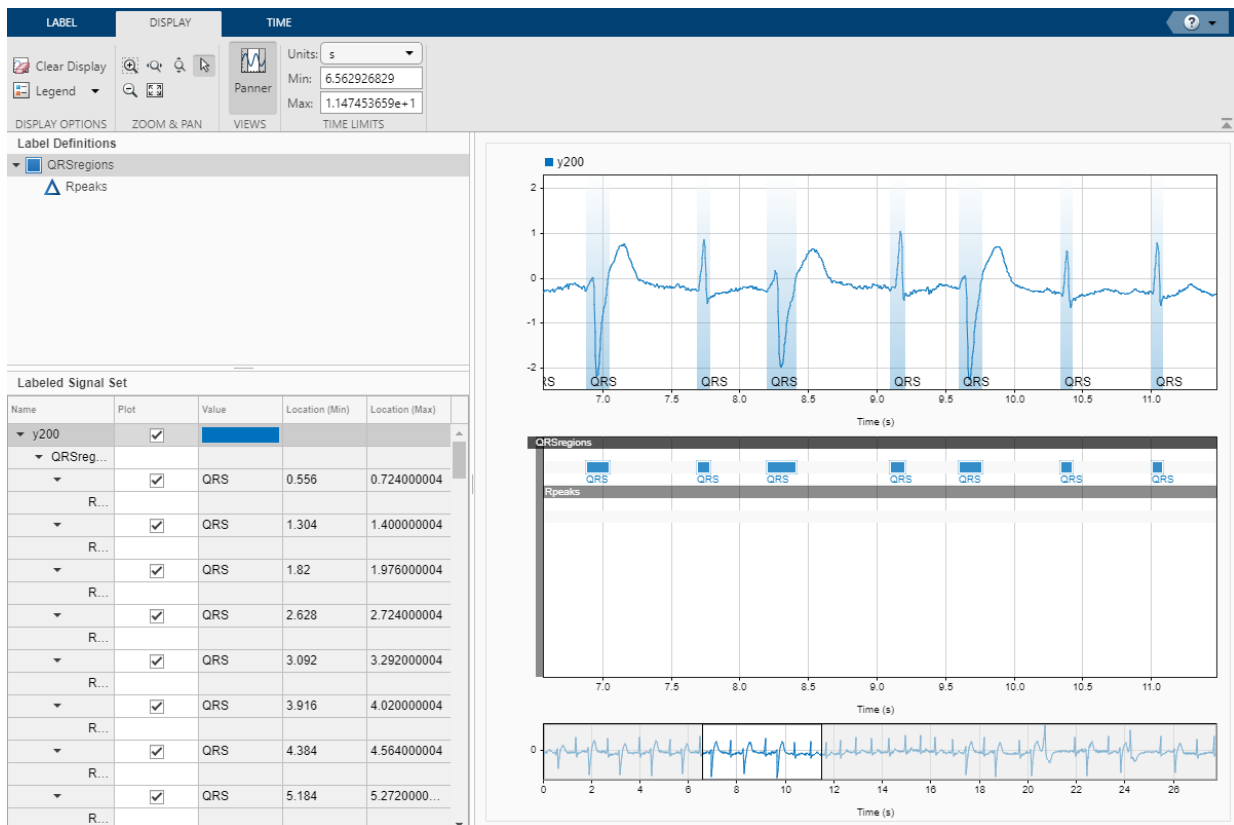 LABEL DISPLAY TIME ?
Clear Display
Legend
Panner
Units: s
Min: 6.562926829
Max: 1.147453659e+1
DISPLAY OPTIONS ZOOM & PAN VIEWS TIME LIMITS
Label Definitions
QRSregions
Rpeaks
Labeled Signal Set
Name Plot Value Location (Min) Location (Max)
y200
QRSreg...
QRS 0.556 0.724000004
R...
QRS 1.304 1.400000004
R...
QRS 1.82 1.976000004
R...
QRS 2.628 2.724000004
R...
QRS 3.092 3.292000004
R...
QRS 3.916 4.020000004
R...
QRS 4.384 4.564000004
R...
QRS 5.184 5.2720000...
R...
y200
2
1
0
-1
-2
RS QRS QRS QRS QRS QRS QRS QRS
7.0 7.5 8.0 8.5 9.0 9.5 10.0 10.5 11.0
Time (s)
QRSregions
QRS QRS QRS QRS QRS QRS QRS
Rpeaks
7.0 7.5 8.0 8.5 9.0 9.5 10.0 10.5 11.0
Time (s)
0
0 2 4 6 8 10 12 14 16 18 20 22 24 26
Time (s)